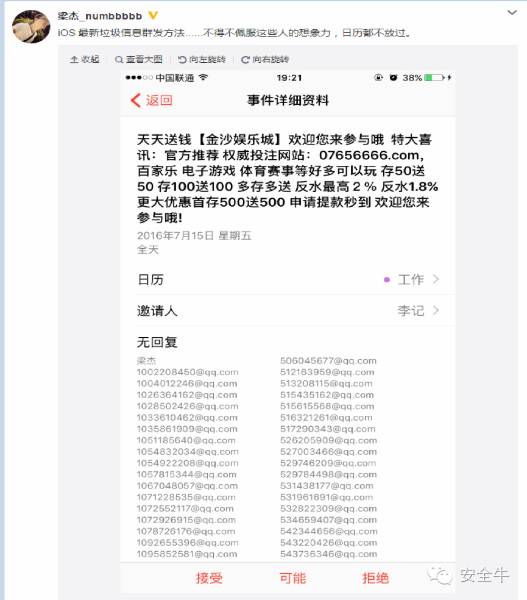 梁杰_numbbbbb
iOS 最新垃圾信息群发方法......不得不佩服这些人的想象力，日历都不放过。
收起 查看大图 向左旋转 向右旋转
中国联通 19:21 38%
返回 事件详细资料
天天送钱【金沙娱乐城】欢迎您来参与哦 特大喜
讯：官方推荐 权威投注网站：07656666.com，
百家乐 电子游戏 体育赛事等好多可以玩 存50送
50 存100送100 多存多送 反水最高２％ 反水1.8%
更大优惠首存500送500 申请提款秒到 欢迎您来
参与哦!
2016年7月15日 星期五
全天
日历 工作
邀请人 李记
无回复
梁杰 506045677@qq.com
1002208450@qq.com 512183959@qq.com
1004012246@qq.com 513208115@qq.com
1026364162@qq.com 515435162@qq.com
1028502426@qq.com 515615568@qq.com
1033610462@qq.com 516321261@qq.com
1035861909@qq.com 517290343@qq.com
1051185640@qq.com 526205909@qq.com
1054832034@qq.com 527003466@qq.com
1054922208@qq.com 529746209@qq.com
1057815344@qq.com 529784498@qq.com
1067048057@qq.com 531438177@qq.com
1071228535@qq.com 531961691@qq.com
1072552117@qq.com 532822309@qq.com
1072926915@qq.com 534659407@qq.com
1078726176@qq.com 542344656@qq.com
1092655396@qq.com 543220426@qq.com
1095852581@qq.com 543736346@qq.com
接受 可能 拒绝
安全牛